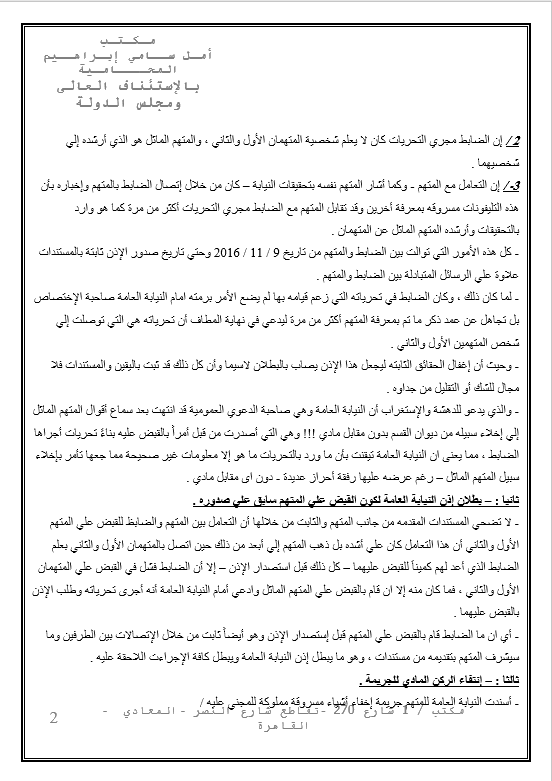 مكتب
أمل سامي إبراهيم
المحامية
بالإستئناف العالى
ومجلس الدولة
2/ إن الضابط مجري التحريات كان لا يعلم شخصية المتهمان الأول والثاني ، والمتهم الماثل هو الذي أرشده إلي
شخصيهما .
3-/ إن التعامل مع المتهم - وكما أشار المتهم نفسه بتحقيقات النيابة – كان من خلال إتصال الضابط بالمتهم وإخباره بأن
هذه التليفونات مسروقه بمعرفة أخرين وقد تقابل المتهم مع الضابط مجري التحريات أكثر من مرة كما هو وارد
بالتحقيقات وأرشده المتهم الماثل عن المتهمان .
- كل هذه الأمور التي توالت بين الضابط والمتهم من تاريخ 9 / 11 / 2016 وحتي تاريخ صدور الإذن ثابتة بالمستندات
علاوة علي الرسائل المتبادلة بين الضابط والمتهم .
- لما كان ذلك ، وكان الضابط في تحرياته التي زعم قيامه بها لم يضع الأمر برمته امام النيابة العامة صاحبة الإختصاص
بل تجاهل عن عمد ذكر ما تم بمعرفة المتهم أكثر من مرة ليدعي في نهاية المطاف أن تحرياته هي التي توصلت إلي
شخص المتهمين الأول والثاني .
- وحيث أن إغفال الحقائق الثابته ليجعل هذا الإذن يصاب بالبطلان لاسيما وأن كل ذلك قد ثبت باليقين والمستندات فلا
مجال للشك أو التقليل من جداوه .
- والذي يدعو للدهشة والإستغراب أن النيابة العامة وهي صاحبة الدعوي العمومية قد انتهت بعد سماع أقوال المتهم الماثل
إلي إخلاء سبيله من ديوان القسم بدون مقابل مادي !!! وهي التي أصدرت من قبل أمراً بالقبض عليه بناءً تحريات أجراها
الضابط ، مما يعنى ان النيابة العامة تيقنت بأن ما ورد بالتحريات ما هو إلا معلومات غير صحيحة مما جعها تأمر بإخلاء
سبيل المتهم الماثل – رغم عرضه عليها رفقة أحراز عديدة - دون اى مقابل مادي .
ثانيا : – بطلان إذن النيابة العامة لكون القبض علي المتهم سابق علي صدوره .
- لا تضحي المستندات المقدمه من جانب المتهم والثابت من خلالها أن التعامل بين المتهم والضابط للقبض علي المتهم
الأول والثاني أن هذا التعامل كان علي أشده بل ذهب المتهم إلي أبعد من ذلك حين اتصل بالمتهمان الأول والثاني بعلم
الضابط الذي أعد لهم كميناً للقبض عليهما – كل ذلك قبل استصدار الإذن – إلا أن الضابط فشل في القبض علي المتهمان
الأول والثاني ، فما كان منه إلا ان قام بالقبض علي المتهم الماثل وادعي أمام النيابة العامة أنه أجرى تحرياته وطلب الإذن
بالقبض عليهما .
- أي ان ما الضابط قام بالقبض علي المتهم قبل إستصدار الإذن وهو أيضاً ثابت من خلال الإتصالات بين الطرفين وما
سيشرف المتهم بتقديمه من مستندات ، وهو ما يبطل إذن النيابة العامة ويبطل كافة الإجراءت اللاحقة عليه .
ثالثا : – إنتفاء الركن المادي للجريمة .
- أسندت النيابة العامة للمتهم جريمة إخفاء أشياء مسروقة مملوكة للمجني عليه /
مكتب / 1 شارع 270 -تقاطع شارع النصر -المعادي -
القاهرة
2